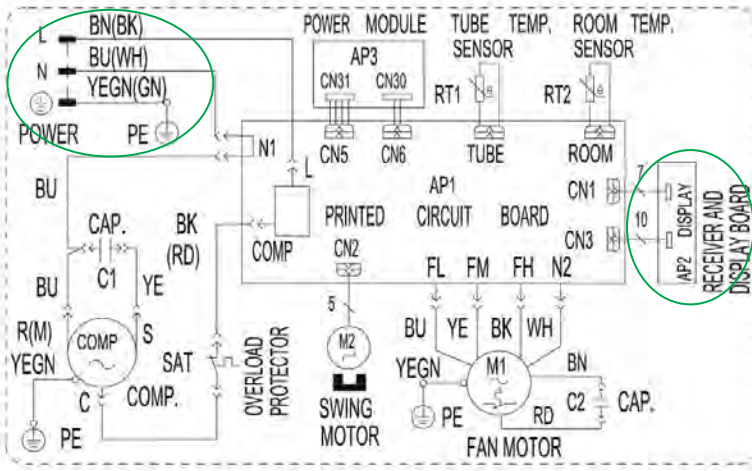 L BN(BK)
N BU(WH)
YEGN(GN)
POWER PE
POWER MODULE
AP3
CN31 CN30
TUBE TEMP.
SENSOR
RT1 θ
ROOM TEMP.
SENSOR
RT2 θ
N1 L
CN5 CN6 TUBE ROOM
AP1
PRINTED CIRCUIT BOARD
COMP
CN2
CN1 7
CN3 10
FL FM FH N2
AP2 DISPLAY
RECEIVER AND
DISPLAY BOARD
BU
CAP.
C1
BK
(RD)
BU YE
R(M) S
YEGN
COMP
C COMP.
PE
SAT
OVERLOAD
PROTECTOR
5
M2
SWING
MOTOR
BU YE BK WH
YEGN M1 BN
PE RD C2 CAP.
FAN MOTOR